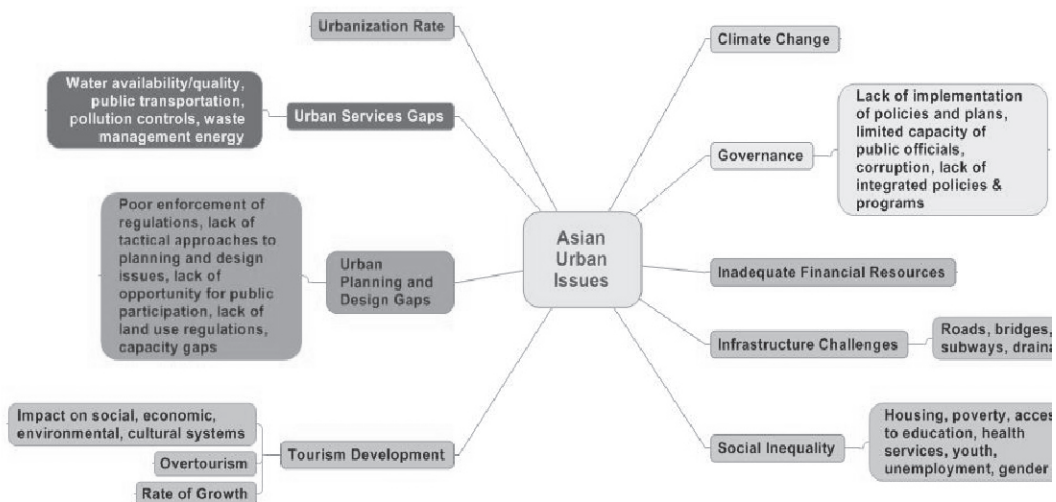 Asian
Urban
Issues
Urbanization Rate
Urban Services Gaps
Water availability/quality,
public transportation,
pollution controls, waste
management energy
Urban
Planning and
Design Gaps
Poor enforcement of
regulations, lack of
tactical approaches to
planning and design
issues, lack of
opportunity for public
participation, lack of
land use regulations,
capacity gaps
Tourism Development
Impact on social, economic,
environmental, cultural systems
Overtourism
Rate of Growth
Climate Change
Governance
Lack of implementation
of policies and plans,
limited capacity of
public officials,
corruption, lack of
integrated policies &
programs
Inadequate Financial Resources
Infrastructure Challenges
Roads, bridges,
subways,
Social Inequality
Housing, poverty,
to education, health
services, youth,
unemployment, gender